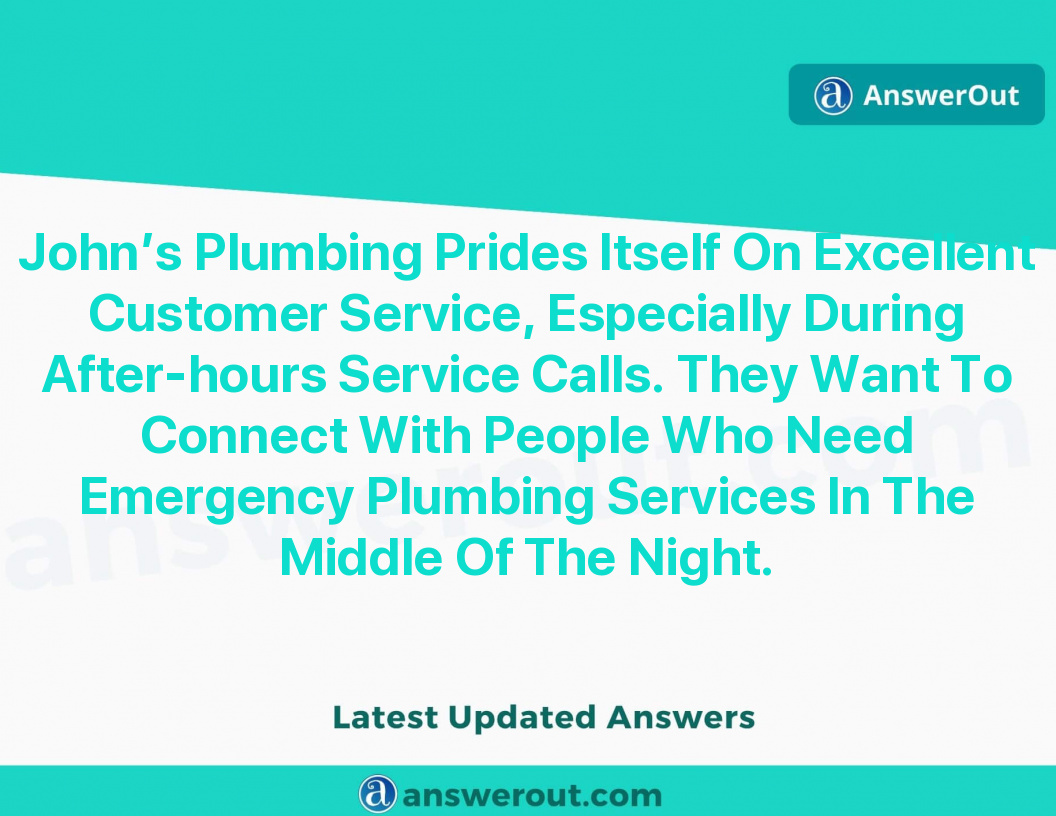 AnswerOut
John’s Plumbing Prides Itself On Excellent
Customer Service, Especially During
After-hours Service Calls. They Want To
Connect With People Who Need
Emergency Plumbing Services In The
Middle Of The Night.
answerout.com
Latest Updated Answers
answerout.com